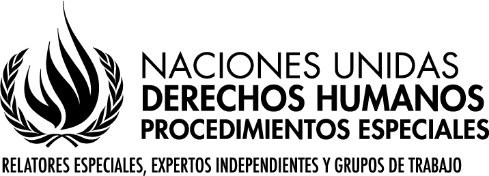 NACIONES UNIDAS
DERECHOS HUMANOS
PROCEDIMIENTOS ESPECIALES
RELATORES ESPECIALES, EXPERTOS INDEPENDIENTES Y GRUPOS DE TRABAJO